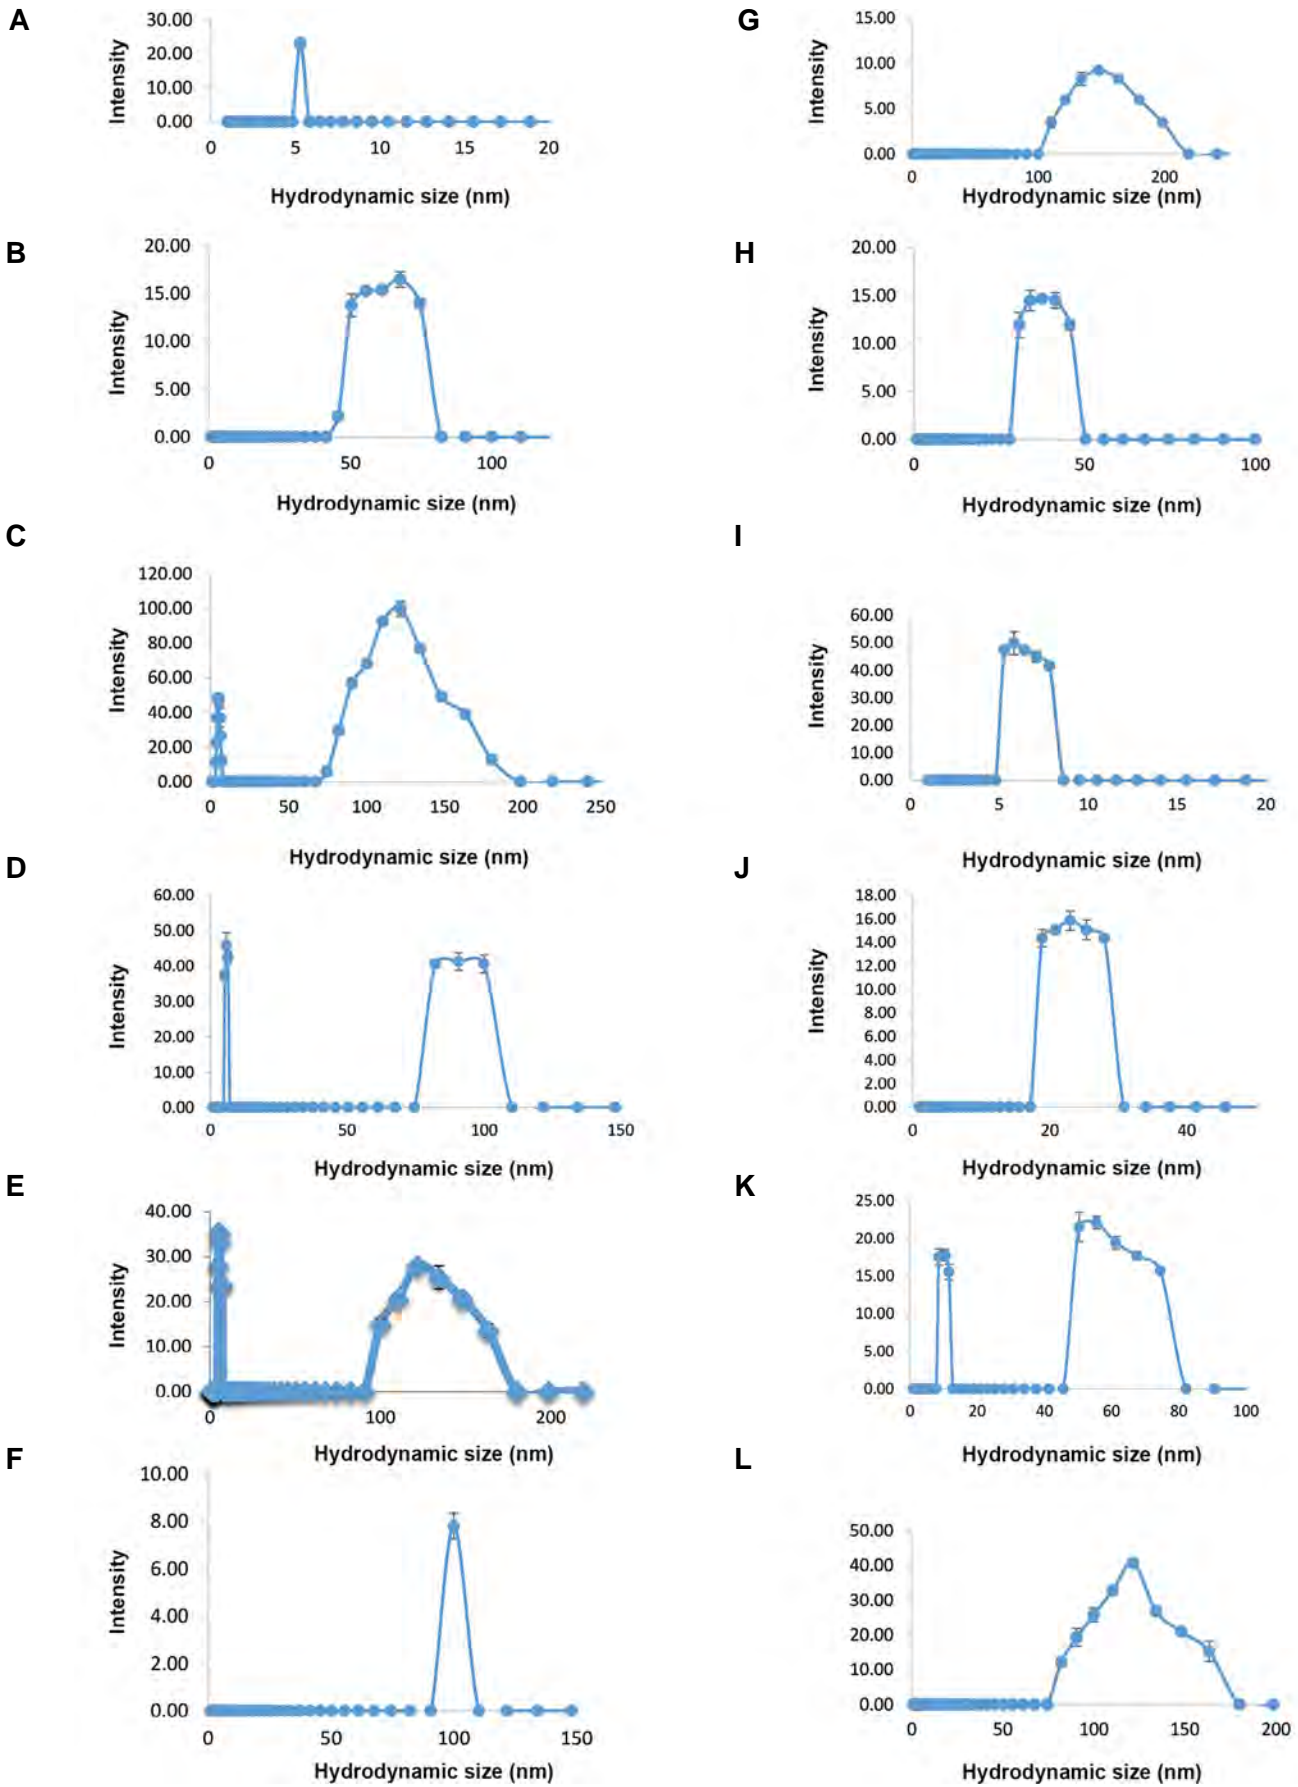 A
30.00
20.00
10.00
0.00
Intensity
0 5 10 15 20
Hydrodynamic size (nm)
B
20.00
15.00
10.00
5.00
0.00
Intensity
0 50 100
Hydrodynamic size (nm)
C
120.00
100.00
80.00
60.00
40.00
20.00
0.00
Intensity
0 50 100 150 200 250
Hydrodynamic size (nm)
D
60.00
50.00
40.00
30.00
20.00
10.00
0.00
Intensity
0 50 100 150
Hydrodynamic size (nm)
E
40.00
30.00
20.00
10.00
0.00
Intensity
0 100 200
Hydrodynamic size (nm)
F
10.00
8.00
6.00
4.00
2.00
0.00
Intensity
0 50 100 150
Hydrodynamic size (nm)
G
15.00
10.00
5.00
0.00
Intensity
0 100 200
Hydrodynamic size (nm)
H
20.00
15.00
10.00
5.00
0.00
Intensity
0 50 100
Hydrodynamic size (nm)
I
60.00
50.00
40.00
30.00
20.00
10.00
0.00
Intensity
0 5 10 15 20
Hydrodynamic size (nm)
J
18.00
16.00
14.00
12.00
10.00
8.00
6.00
4.00
2.00
0.00
Intensity
0 20 40
Hydrodynamic size (nm)
K
25.00
20.00
15.00
10.00
5.00
0.00
Intensity
0 20 40 60 80 100
Hydrodynamic size (nm)
L
50.00
40.00
30.00
20.00
10.00
0.00
Intensity
0 50 100 150 200
Hydrodynamic size (nm)